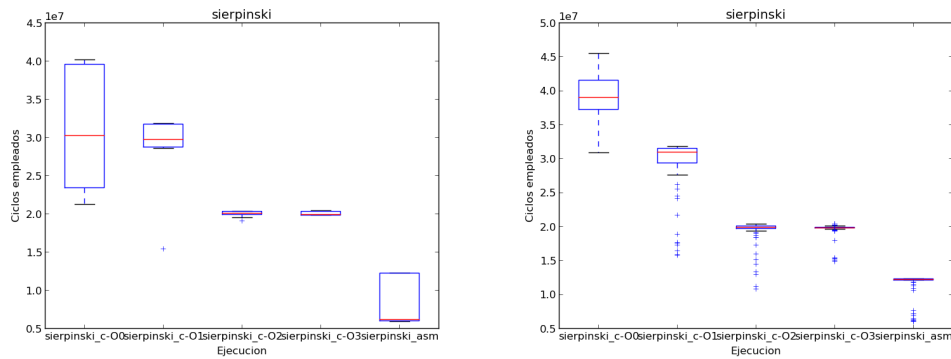 sierpinski
4.5 1e7
4.0
3.5
3.0
2.5
2.0
1.5
1.0
0.5
Ciclos empleados
sierpinski_c-O0 sierpinski_c-O1 sierpinski_c-O2 sierpinski_c-O3 sierpinski_asm
Ejecucion
sierpinski
5.0 1e7
4.5
4.0
3.5
3.0
2.5
2.0
1.5
1.0
0.5
Ciclos empleados
sierpinski_c-O0 sierpinski_c-O1 sierpinski_c-O2 sierpinski_c-O3 sierpinski_asm
Ejecucion